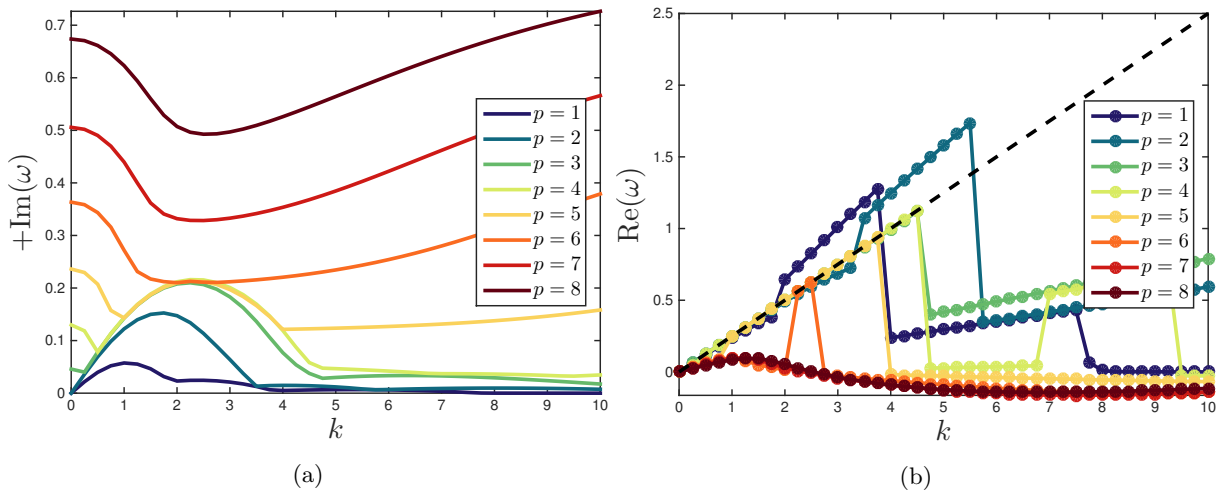 0.7
0.6
0.5
0.4
0.3
0.2
0.1
0
+Im(ω)
p = 1
p = 2
p = 3
p = 4
p = 5
p = 6
p = 7
p = 8
0 1 2 3 4 5 6 7 8 9 10
k
(a)
2.5
2.0
1.5
1
0.5
0
Re(ω)
p = 1
p = 2
p = 3
p = 4
p = 5
p = 6
p = 7
p = 8
0 1 2 3 4 5 6 7 8 9 10
k
(b)